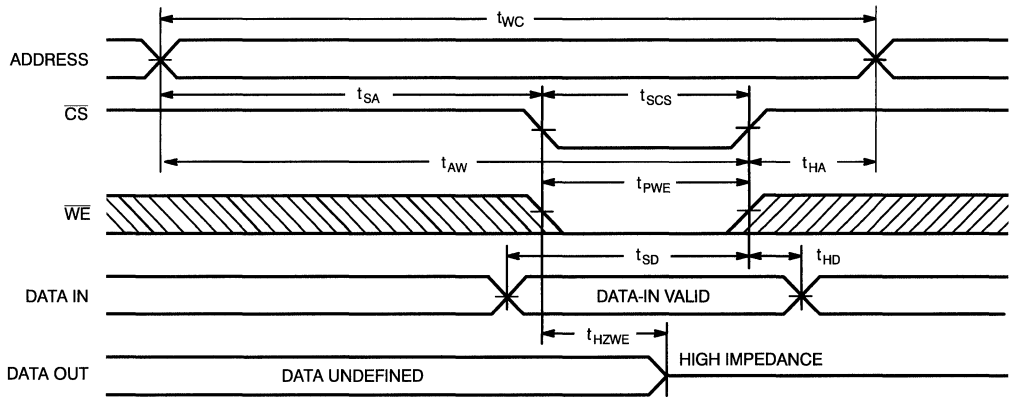 tWC
ADDRESS
tSA
tSCS
CS
tAW
tHA
tPWE
WE
tSD
tHD
DATA IN
DATA-IN VALID
tHZWE
DATA OUT
DATA UNDEFINED
HIGH IMPEDANCE